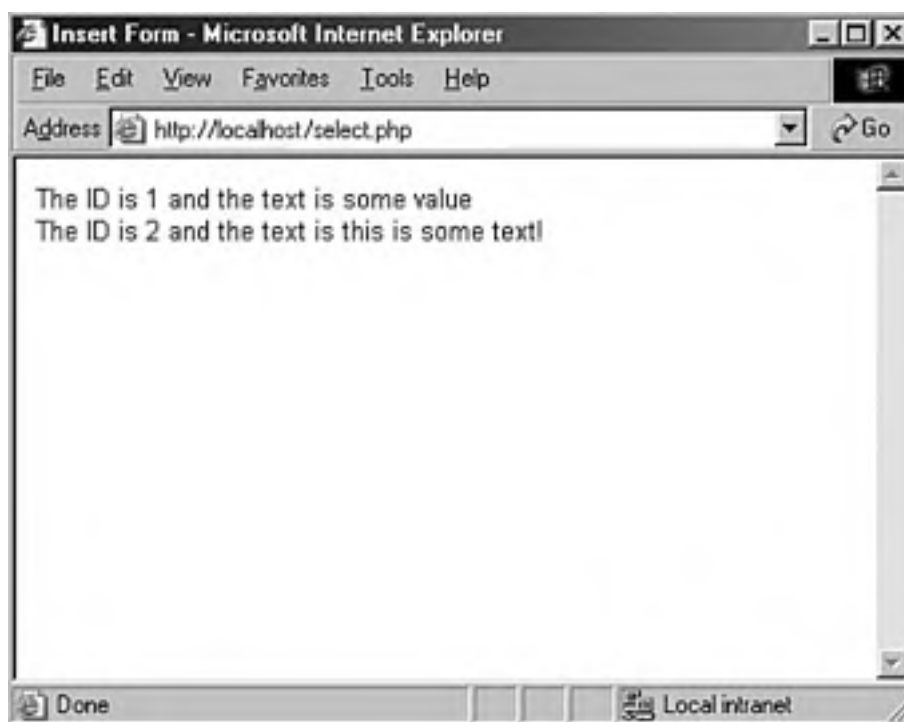 Insert Form - Microsoft Internet Explorer
File Edit View Favorites Tools Help
Address http://localhost/select.php Go
The ID is 1 and the text is some value
The ID is 2 and the text is this is some text!
Done Local intranet